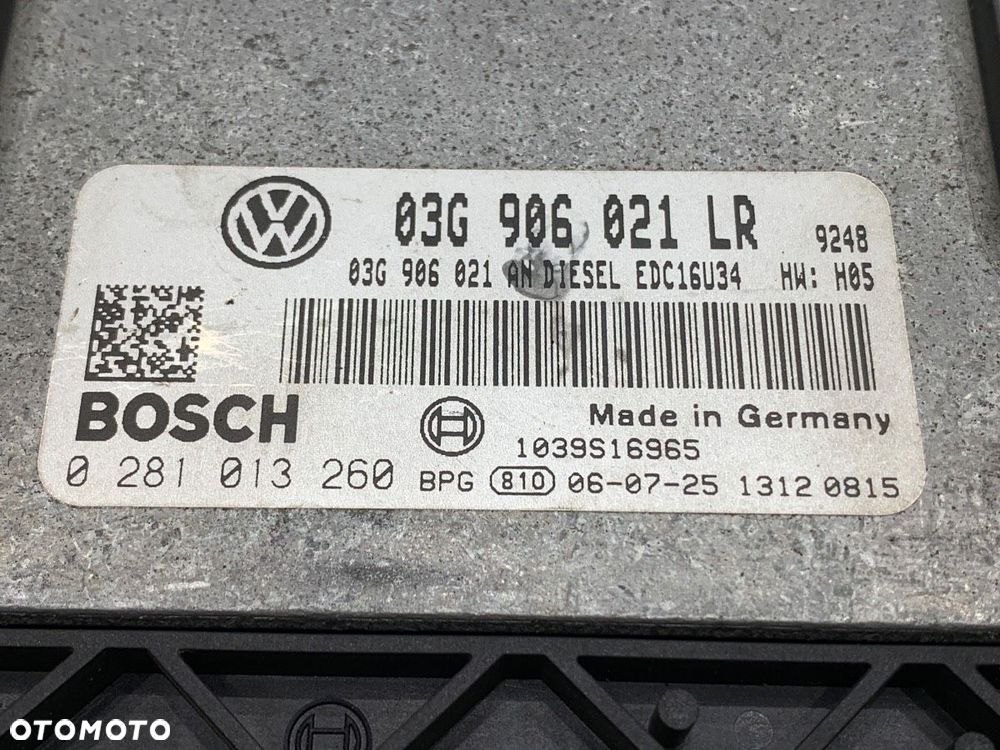 03G 906 021 LR 9248
03G 906 021 AN DIESEL EDC16U34 HW: H05
BOSCH
Made in Germany
1039S16965
0 281 013 260 BPG 810 06-07-25 1312 0815
OTOMOTO